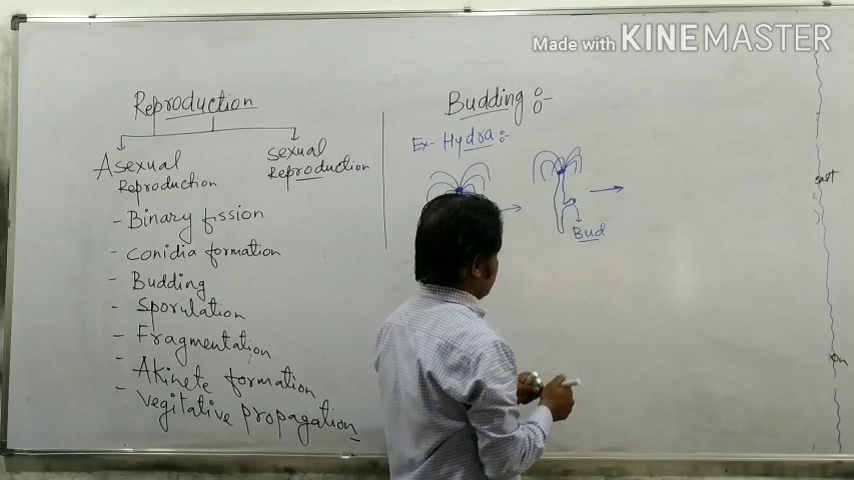 Made with KINEMASTER
Reproduction
Asexual
Reproduction
sexual
Reproduction
- Binary fission
- Conidia formation
- Budding
- Sporulation
- Fragmentation
- Akinete formation
- Vegitative propagation
Budding :-
Ex- Hydra :-
Bud